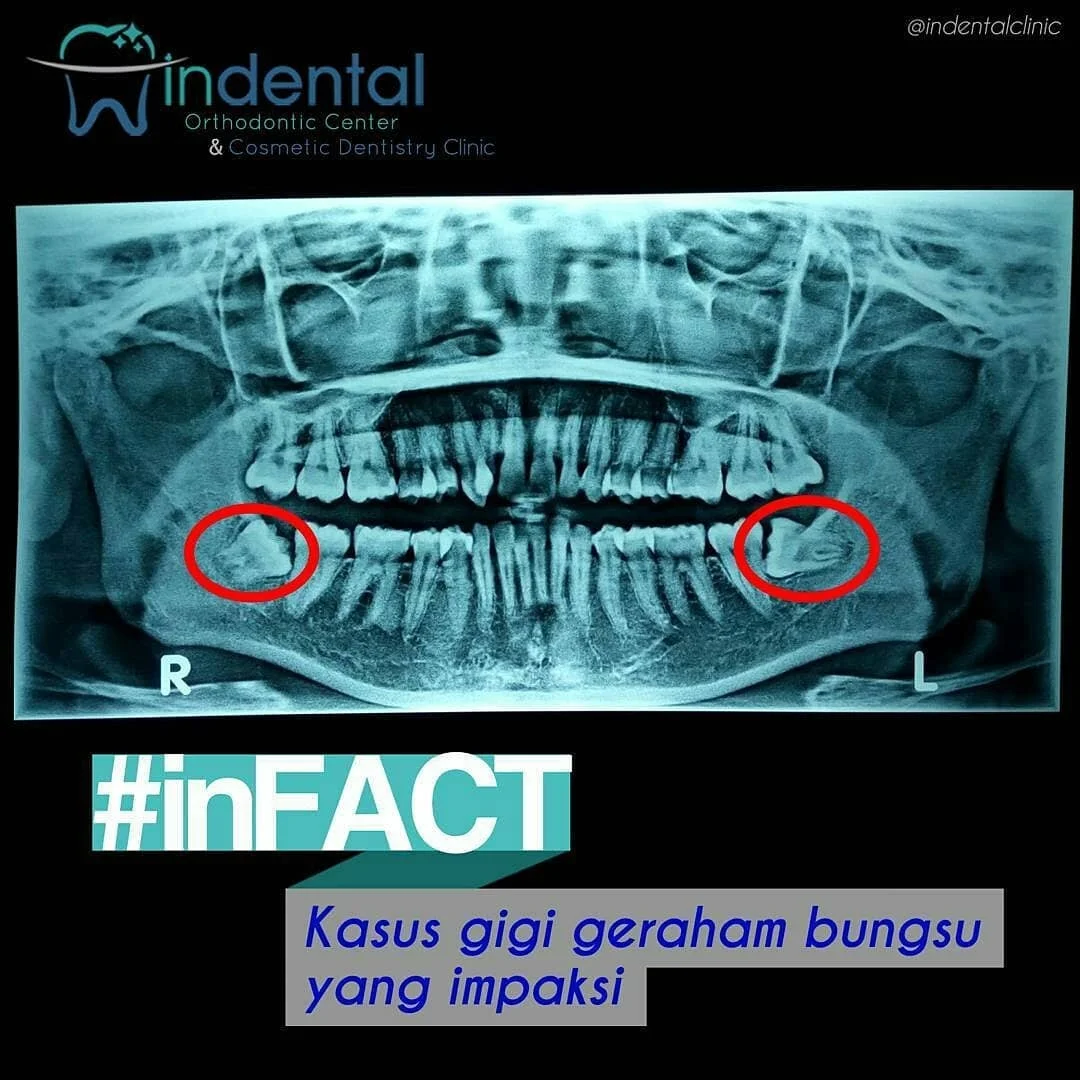 @indentalclinic
indental
Orthodontic Center
& Cosmetic Dentistry Clinic
R
L
#inFACT
Kasus gigi geraham bungsu
yang impaksi